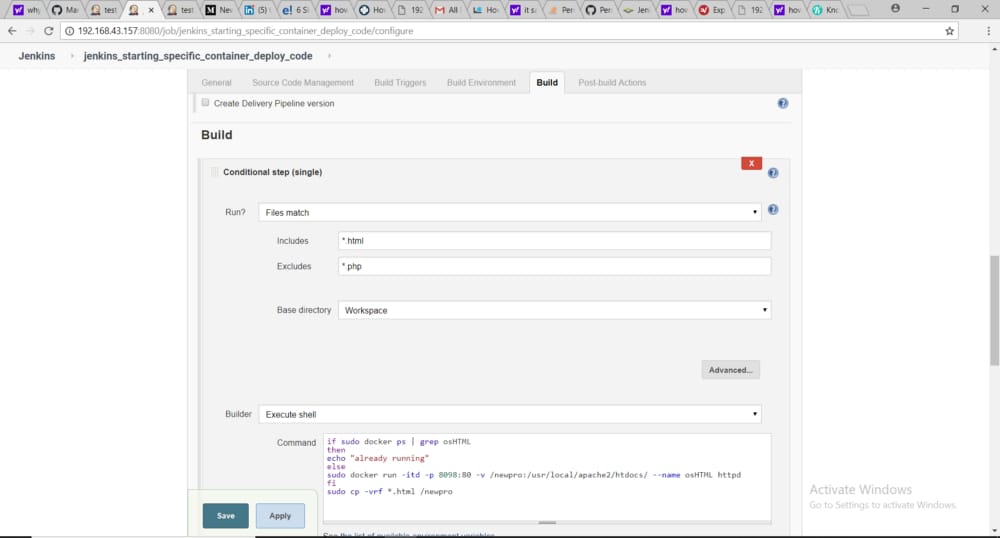 why
Ma
test
test
New
(5)
6 S
how
Ho
192
All
Ho
it sa
Per
Per
Jen
how
Exp
192
how
Kno
192.168.43.157:8080/job/jenkins_starting_specific_container_deploy_code/configure
Jenkins › jenkins_starting_specific_container_deploy_code ›
General Source Code Management Build Triggers Build Environment Build Post-build Actions
Create Delivery Pipeline version
Build
X
Conditional step (single)
Run? Files match
Includes *.html
Excludes *.php
Base directory Workspace
Advanced...
Builder Execute shell
Command if sudo docker ps | grep osHTML
then
echo "already running"
else
sudo docker run -itd -p 8098:80 -v /newpro:/usr/local/apache2/htdocs/ --name osHTML httpd
fi
sudo cp -vrf *.html /newpro
Save Apply
See the list of available environment variables
Activate Windows
Go to Settings to activate Windows.